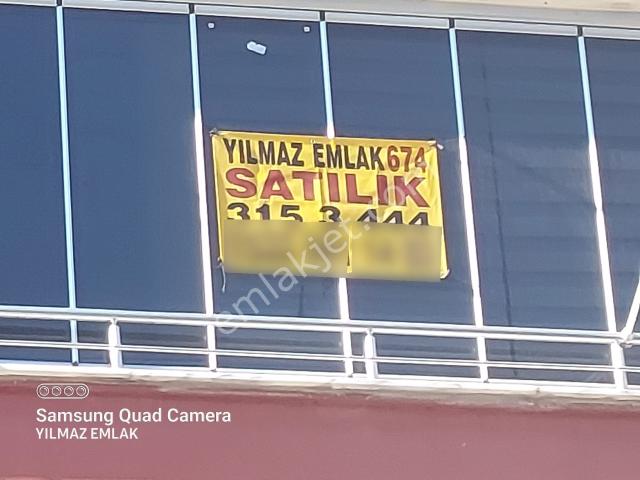 YILMAZ EMLAK 674
SATILIK
315 3 444
emlakjet.com
Samsung Quad Camera
YILMAZ EMLAK